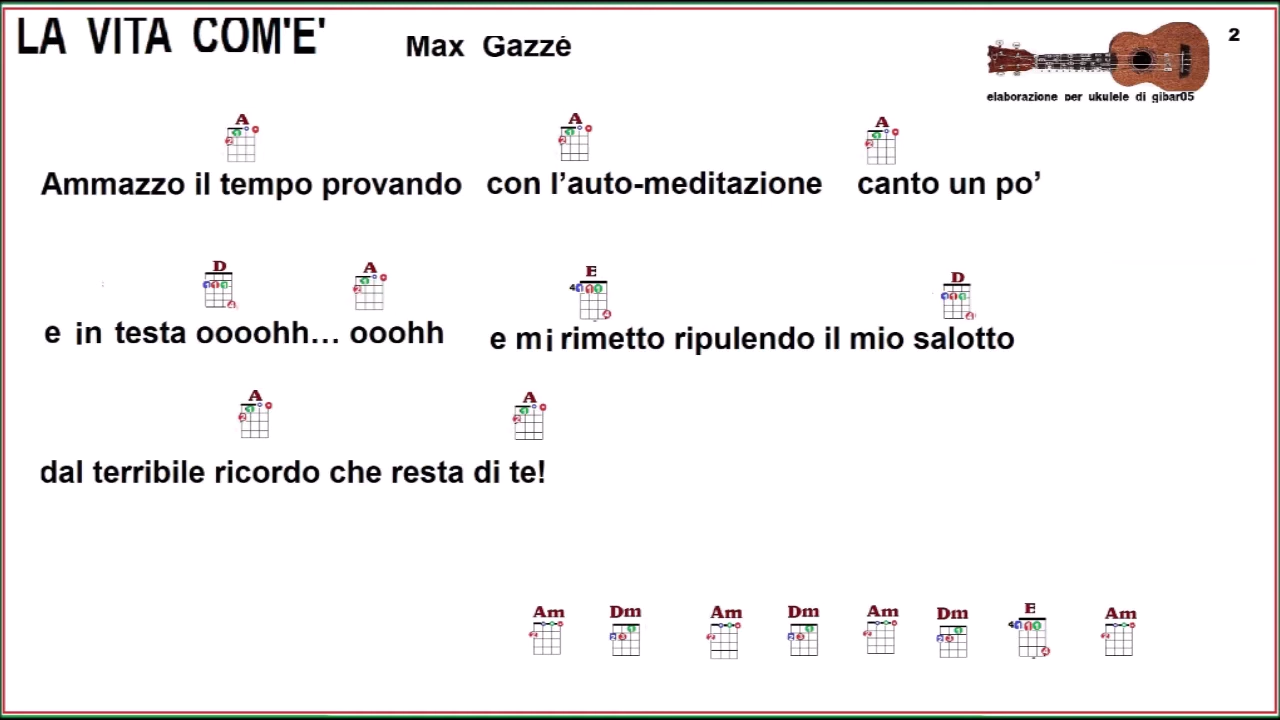 LA VITA COM'E' Max Gazzé 2
elaborazione per ukulele di gibar05
A A A
Ammazzo il tempo provando con l’auto-meditazione canto un po’
D A E D
e in testa oooohh... ooohh e mi rimetto ripulendo il mio salotto
A A
dal terribile ricordo che resta di te!
Am Dm Am Dm Am Dm E Am